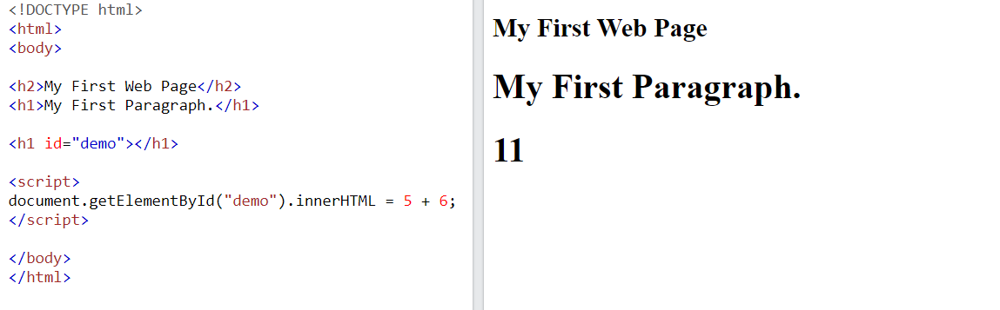 <!DOCTYPE html>
<html>
<body>
<h2>My First Web Page</h2>
<h1>My First Paragraph.</h1>
<h1 id="demo"></h1>
<script>
document.getElementById("demo").innerHTML = 5 + 6;
</script>
</body>
</html>
My First Web Page
My First Paragraph.
11